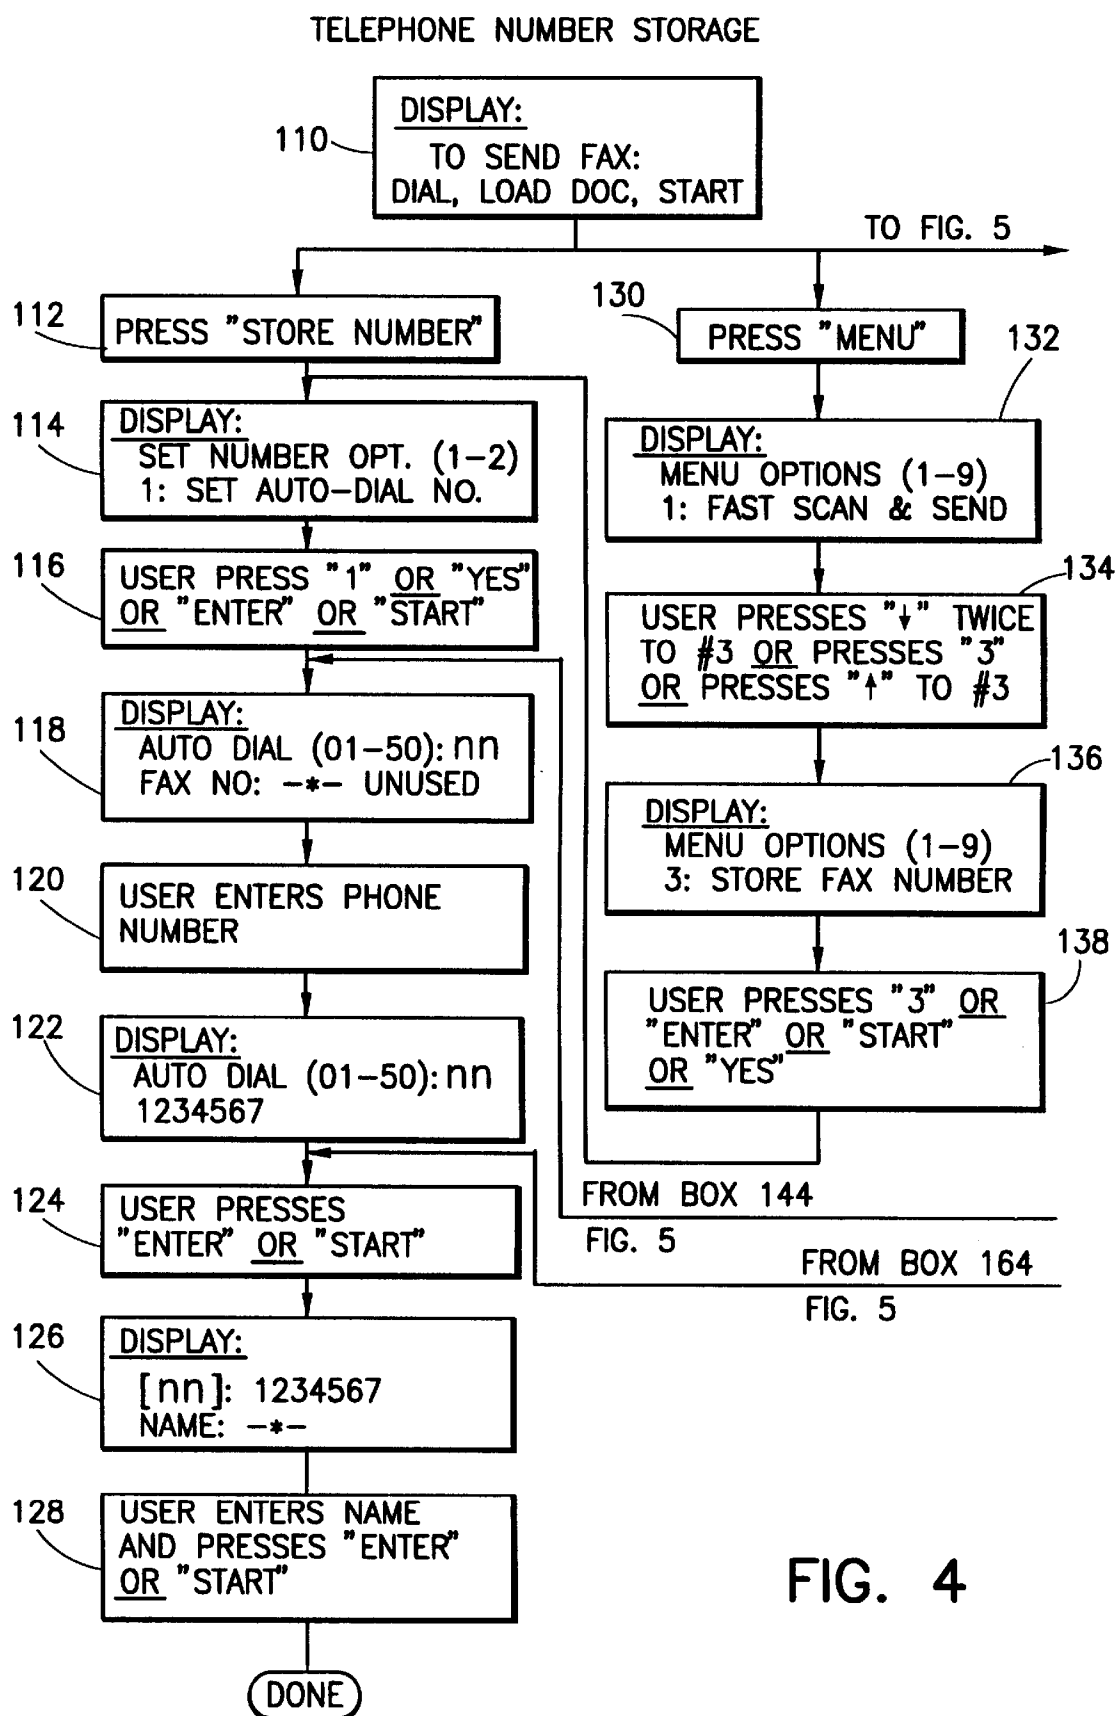 TELEPHONE NUMBER STORAGE
110
DISPLAY:
TO SEND FAX:
DIAL, LOAD DOC, START
TO FIG. 5
112
PRESS "STORE NUMBER"
114
DISPLAY:
SET NUMBER OPT. (1-2)
1: SET AUTO-DIAL NO.
116
USER PRESS "1" OR "YES"
OR "ENTER" OR "START"
118
DISPLAY:
AUTO DIAL (01-50): nn
FAX NO: -*- UNUSED
120
USER ENTERS PHONE
NUMBER
122
DISPLAY:
AUTO DIAL (01-50): nn
1234567
124
USER PRESSES
"ENTER" OR "START"
126
DISPLAY:
[nn]: 1234567
NAME: -*-
128
USER ENTERS NAME
AND PRESSES "ENTER"
OR "START"
DONE
130
PRESS "MENU"
132
DISPLAY:
MENU OPTIONS (1-9)
1: FAST SCAN & SEND
134
USER PRESSES "↓" TWICE
TO #3 OR PRESSES "3"
OR PRESSES "↑" TO #3
136
DISPLAY:
MENU OPTIONS (1-9)
3: STORE FAX NUMBER
138
USER PRESSES "3" OR
"ENTER" OR "START"
OR "YES"
FROM BOX 144
FIG. 5
FROM BOX 164
FIG. 5
FIG. 4